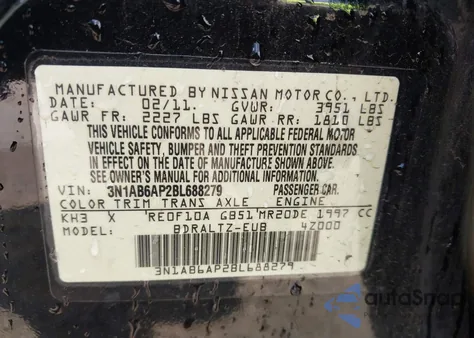 MANUFACTURED BY NISSAN MOTOR CO., LTD.
DATE: 02/11. GVWR: 3951 LBS
GAWR FR: 2227 LBS GAWR RR: 1810 LBS
THIS VEHICLE CONFORMS TO ALL APPLICABLE FEDERAL MOTOR
VEHICLE SAFETY, BUMPER AND THEFT PREVENTION STANDARDS
IN EFFECT ON THE DATE OF MANUFACTURE SHOWN ABOVE.
SEE OWNER'S MANUAL FOR ADDITIONAL INFORMATION.
VIN: 3N1AB6AP2BL688279 PASSENGER CAR.
COLOR TRIM TRANS AXLE ENGINE
KH3 X RE0F10A GB51 MR20DE 1997 CC
MODEL: BDRALTZ-EUB 4Z000
3N1AB6AP2BL688279
autoSnap